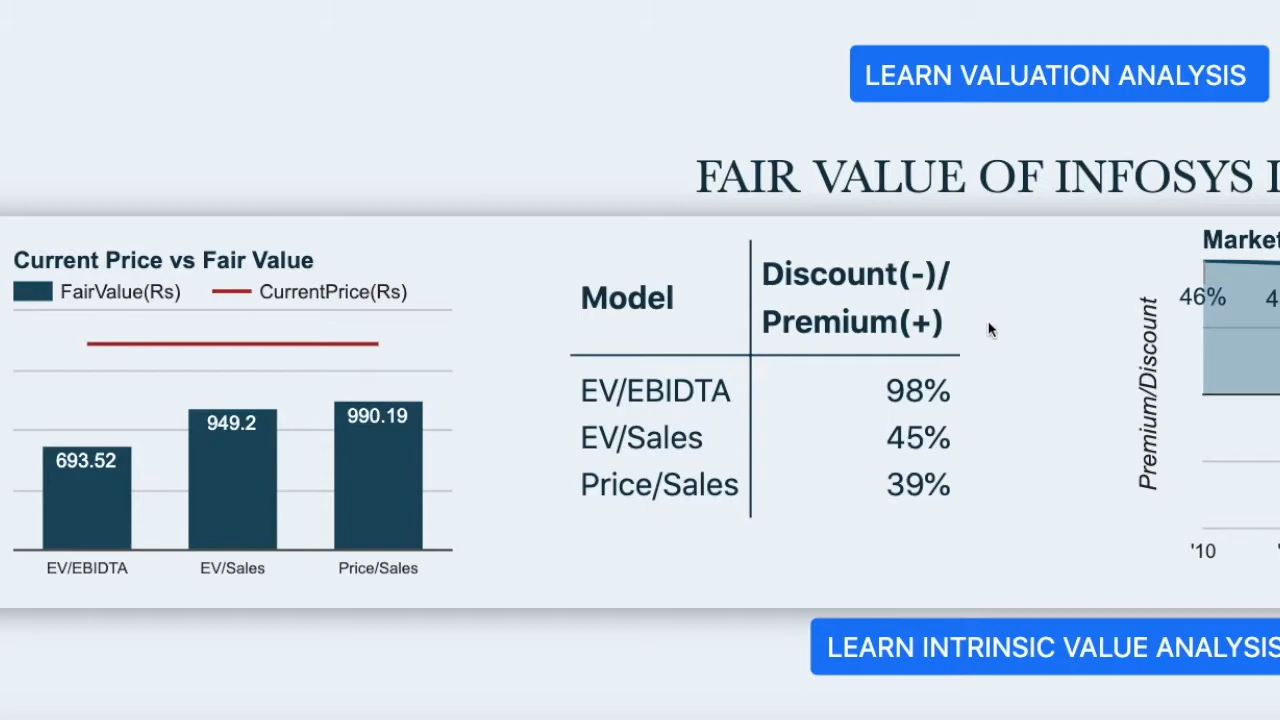 LEARN VALUATION ANALYSIS
FAIR VALUE OF INFOSYS
Current Price vs Fair Value
FairValue(Rs) CurrentPrice(Rs)
693.52
949.2
990.19
EV/EBIDTA EV/Sales Price/Sales
Model Discount(-)/
Premium(+)
EV/EBIDTA 98%
EV/Sales 45%
Price/Sales 39%
Market
46% 4
Premium/Discount
'10
LEARN INTRINSIC VALUE ANALYSIS